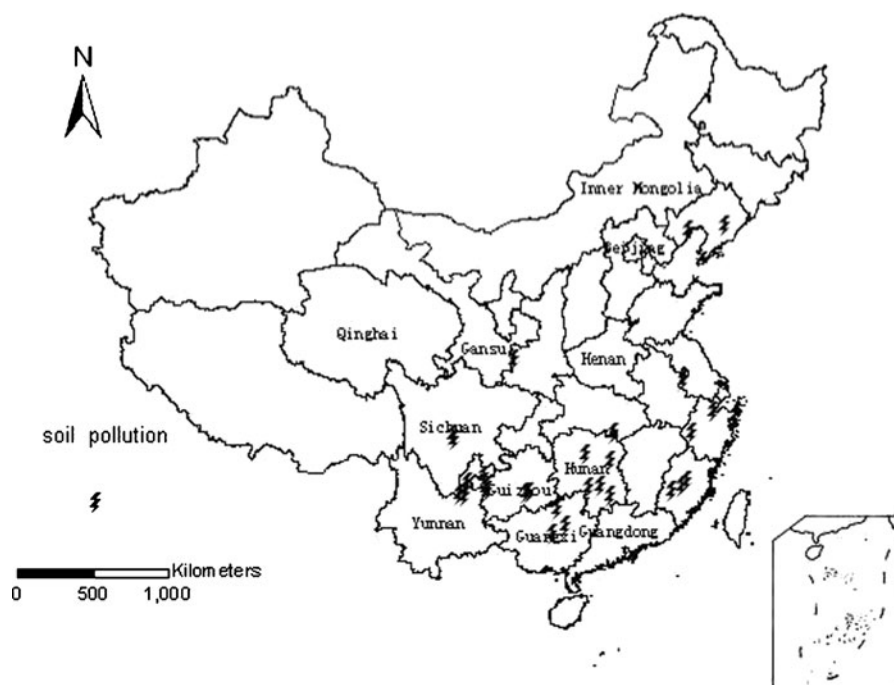 N
Inner Mongolia
Beijing
Qinghai
Gansu
Henan
soil pollution
Sichuan
Hunan
Guizhou
Yunnan
Guangxi
Guangdong
Kilometers
0 500 1,000